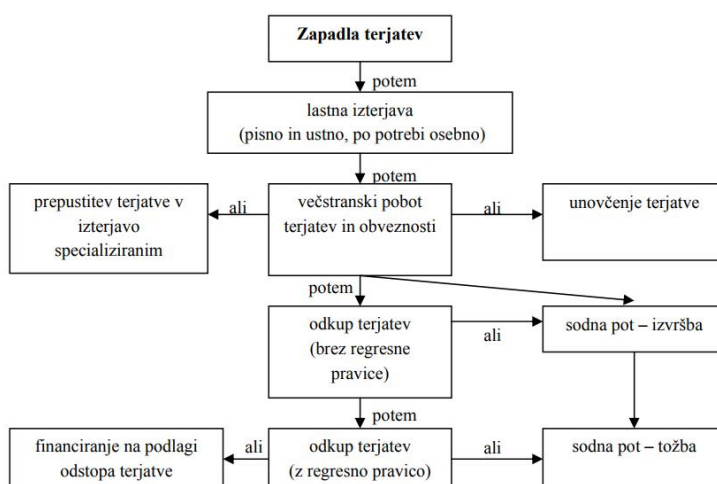 Zapadla terjatev
potem
lastna izterjava
(pisno in ustno, po potrebi osebno)
potem
prepustitev terjatve v
izterjavo
specializiranim
ali
večstranski pobot
terjatev in obveznosti
ali
unovčenje terjatve
potem
odkup terjatev
(brez regresne
pravice)
ali
sodna pot – izvršba
potem
financiranje na podlagi
odstopa terjatve
ali
odkup terjatev
(z regresno pravico)
ali
sodna pot – tožba